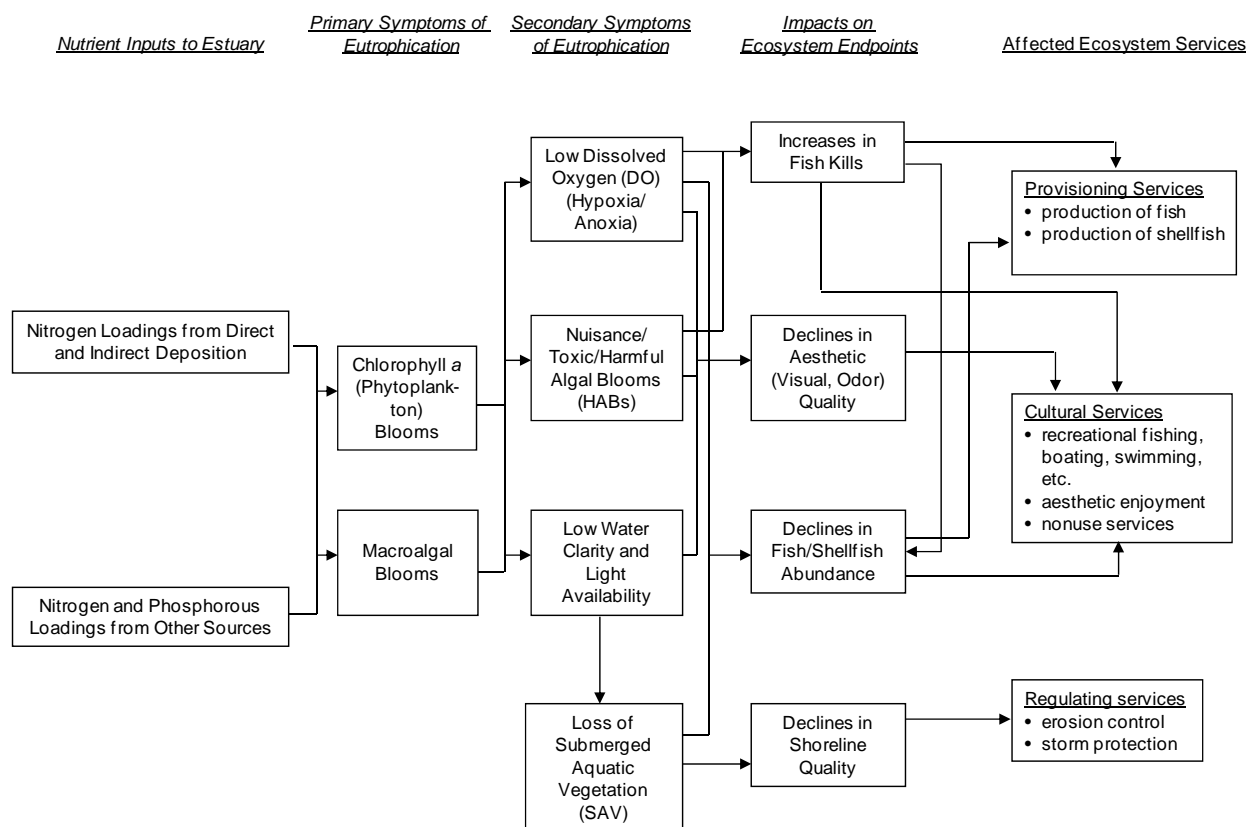 Nutrient Inputs to Estuary
Primary Symptoms of
Eutrophication
Secondary Symptoms
of Eutrophication
Impacts on
Ecosystem Endpoints
Affected Ecosystem Services
Nitrogen Loadings from Direct
and Indirect Deposition
Nitrogen and Phosphorous
Loadings from Other Sources
Chlorophyll a
(Phytoplank-
ton)
Blooms
Macroalgal
Blooms
Low Dissolved
Oxygen (DO)
(Hypoxia/
Anoxia)
Nuisance/
Toxic/Harmful
Algal Blooms
(HABs)
Low Water
Clarity and
Light
Availability
Loss of
Submerged
Aquatic
Vegetation
(SAV)
Increases in
Fish Kills
Declines in
Aesthetic
(Visual, Odor)
Quality
Declines in
Fish/Shellfish
Abundance
Declines in
Shoreline
Quality
Provisioning Services
• production of fish
• production of shellfish
Cultural Services
• recreational fishing,
boating, swimming,
etc.
• aesthetic enjoyment
• nonuse services
Regulating services
• erosion control
• storm protection